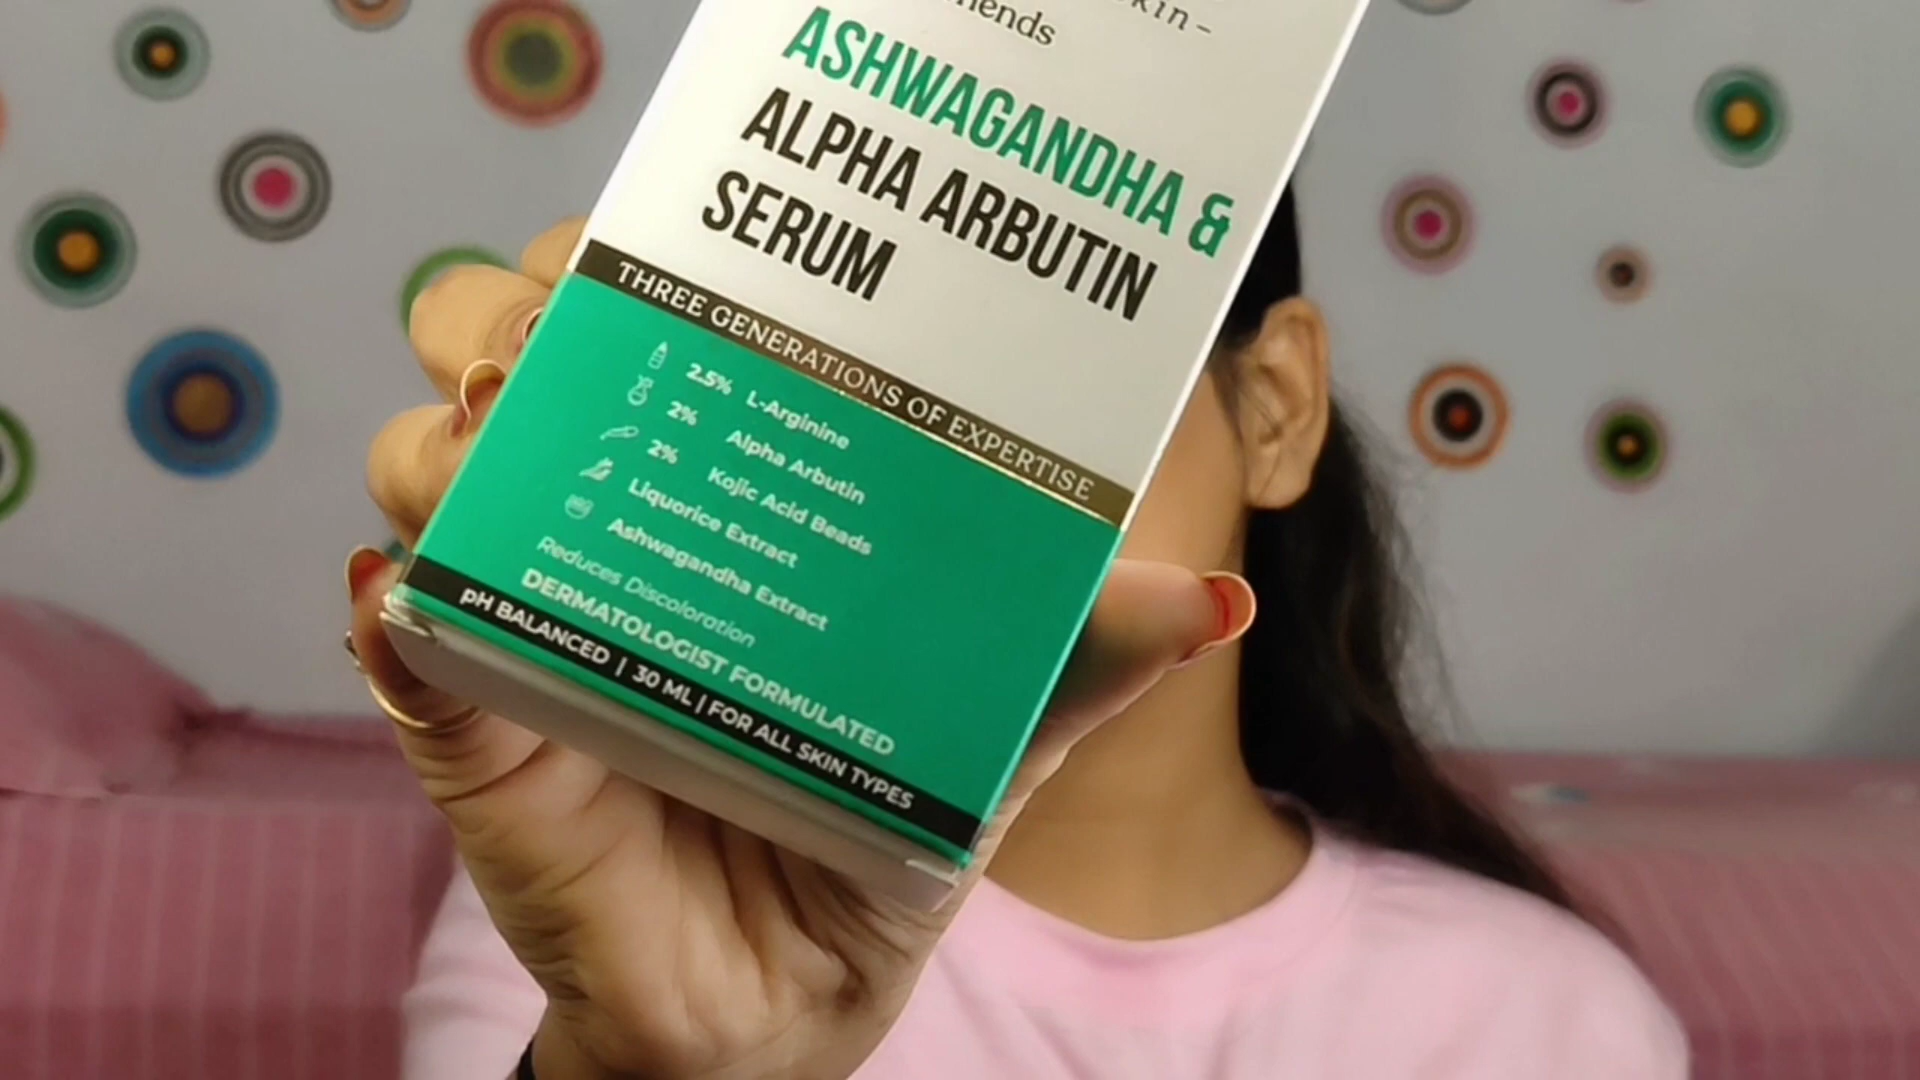 ASHWAGANDHA &
ALPHA ARBUTIN
SERUM
THREE GENERATIONS OF EXPERTISE
2.5% L-Arginine
2% Alpha Arbutin
2% Kojic Acid Beads
Liquorice Extract
Ashwagandha Extract
Reduces Discoloration
DERMATOLOGIST FORMULATED
pH BALANCED | 30 ML | FOR ALL SKIN TYPES